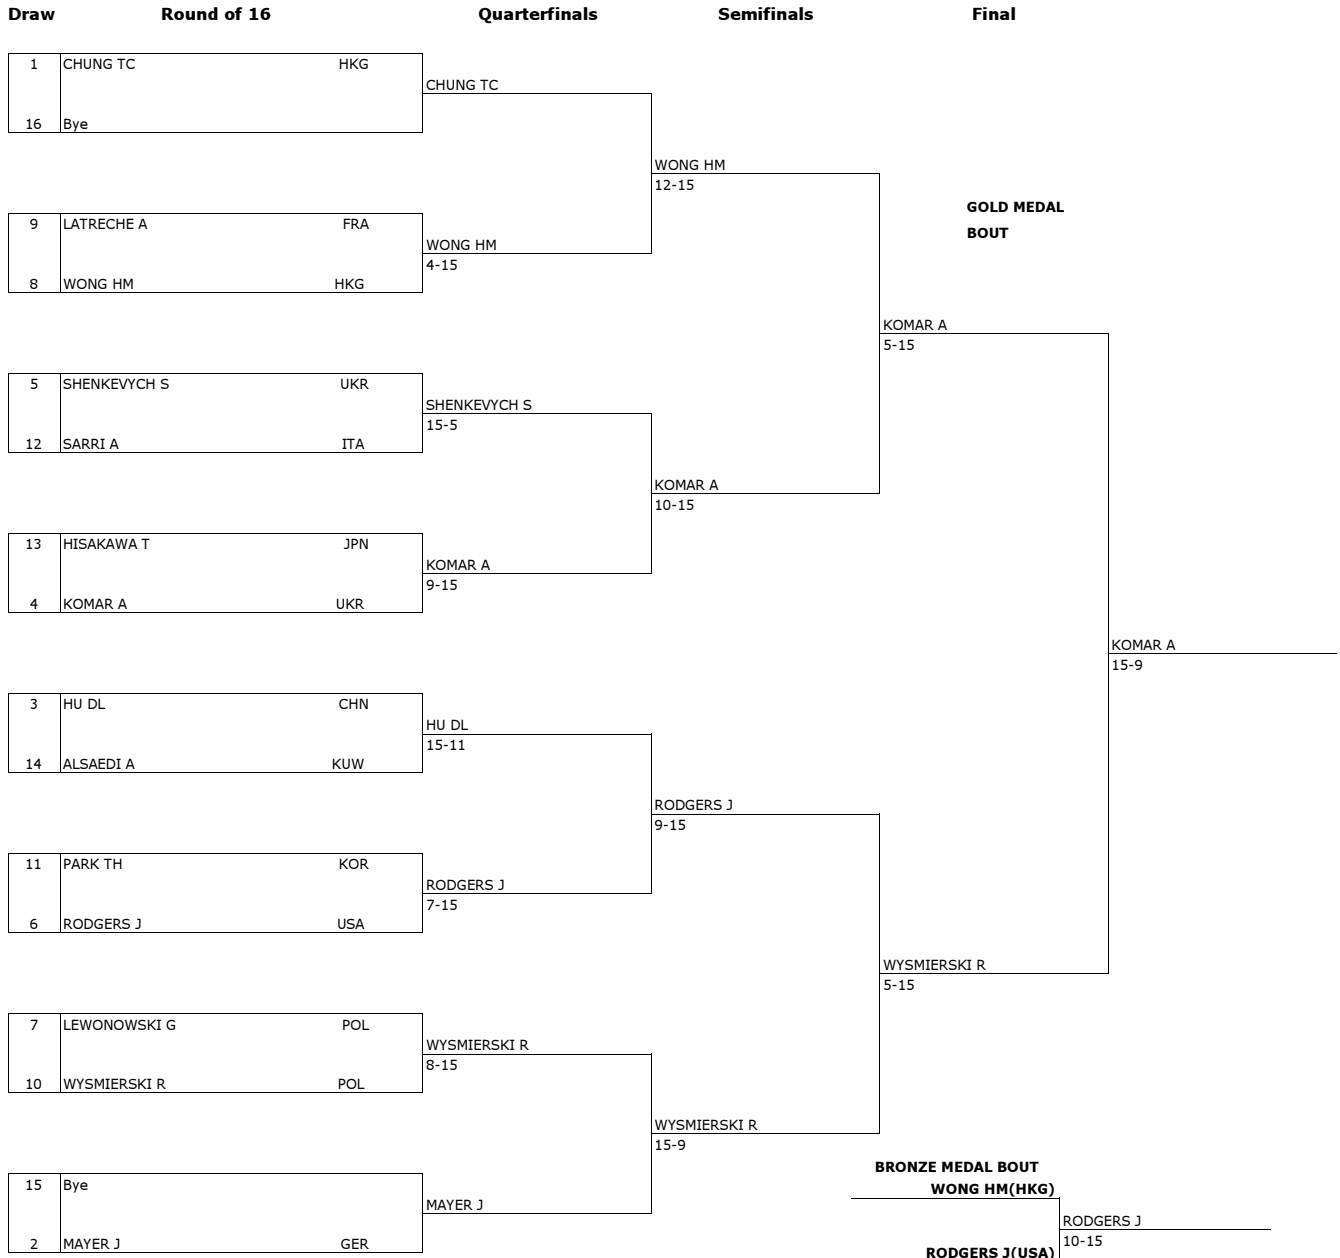 Draw Round of 16 Quarterfinals Semifinals Final
1 CHUNG TC HKG
CHUNG TC
16 Bye
WONG HM
12-15
9 LATRECHE A FRA
GOLD MEDAL
BOUT
WONG HM
4-15
8 WONG HM HKG
KOMAR A
5-15
5 SHENKEVYCH S UKR
SHENKEVYCH S
15-5
12 SARRI A ITA
KOMAR A
10-15
13 HISAKAWA T JPN
KOMAR A
9-15
4 KOMAR A UKR
KOMAR A
15-9
3 HU DL CHN
HU DL
15-11
14 ALSAEDI A KUW
RODGERS J
9-15
11 PARK TH KOR
RODGERS J
7-15
6 RODGERS J USA
WYSMIERSKI R
5-15
7 LEWONOWSKI G POL
WYSMIERSKI R
8-15
10 WYSMIERSKI R POL
WYSMIERSKI R
15-9
BRONZE MEDAL BOUT
15 Bye
WONG HM(HKG)
MAYER J
RODGERS J
10-15
2 MAYER J GER
RODGERS J(USA)